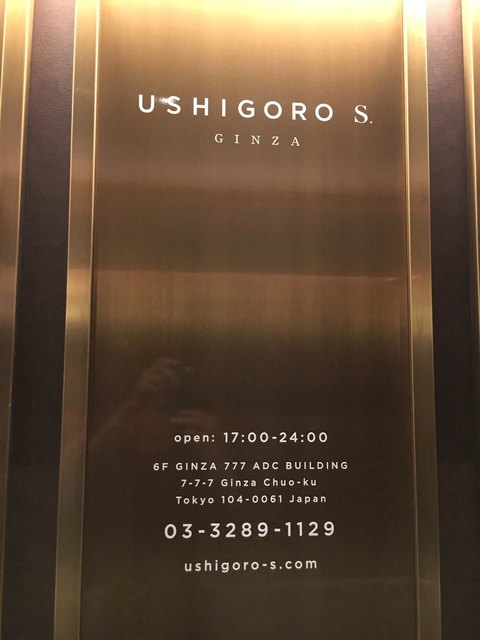 USHIGORO S.
GINZA
open: 17:00-24:00
6F GINZA 777 ADC BUILDING
7-7-7 Ginza Chuo-ku
Tokyo 104-0061 Japan
03-3289-1129
ushigoro-s.com